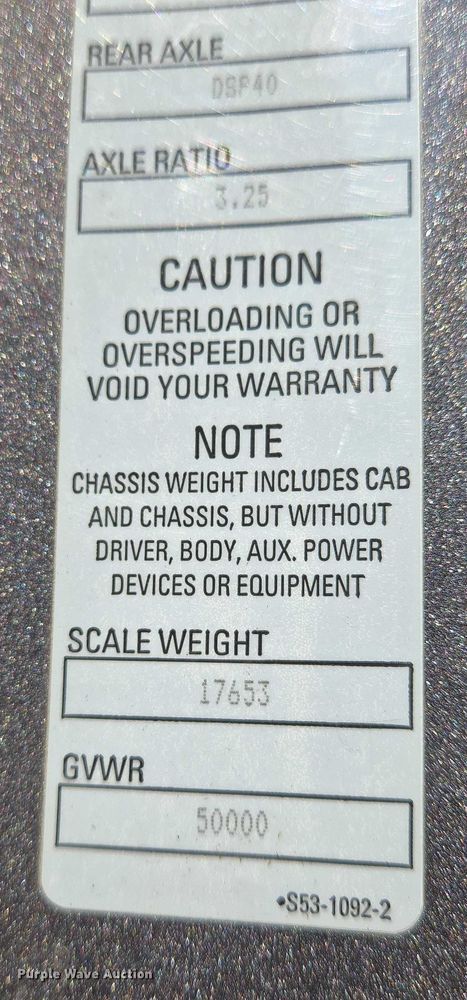 REAR AXLE
DSP40
AXLE RATIO
3.25
CAUTION
OVERLOADING OR
OVERSPEEDING WILL
VOID YOUR WARRANTY
NOTE
CHASSIS WEIGHT INCLUDES CAB
AND CHASSIS, BUT WITHOUT
DRIVER, BODY, AUX. POWER
DEVICES OR EQUIPMENT
SCALE WEIGHT
17653
GVWR
50000
•S53-1092-2
Purple Wave Auction